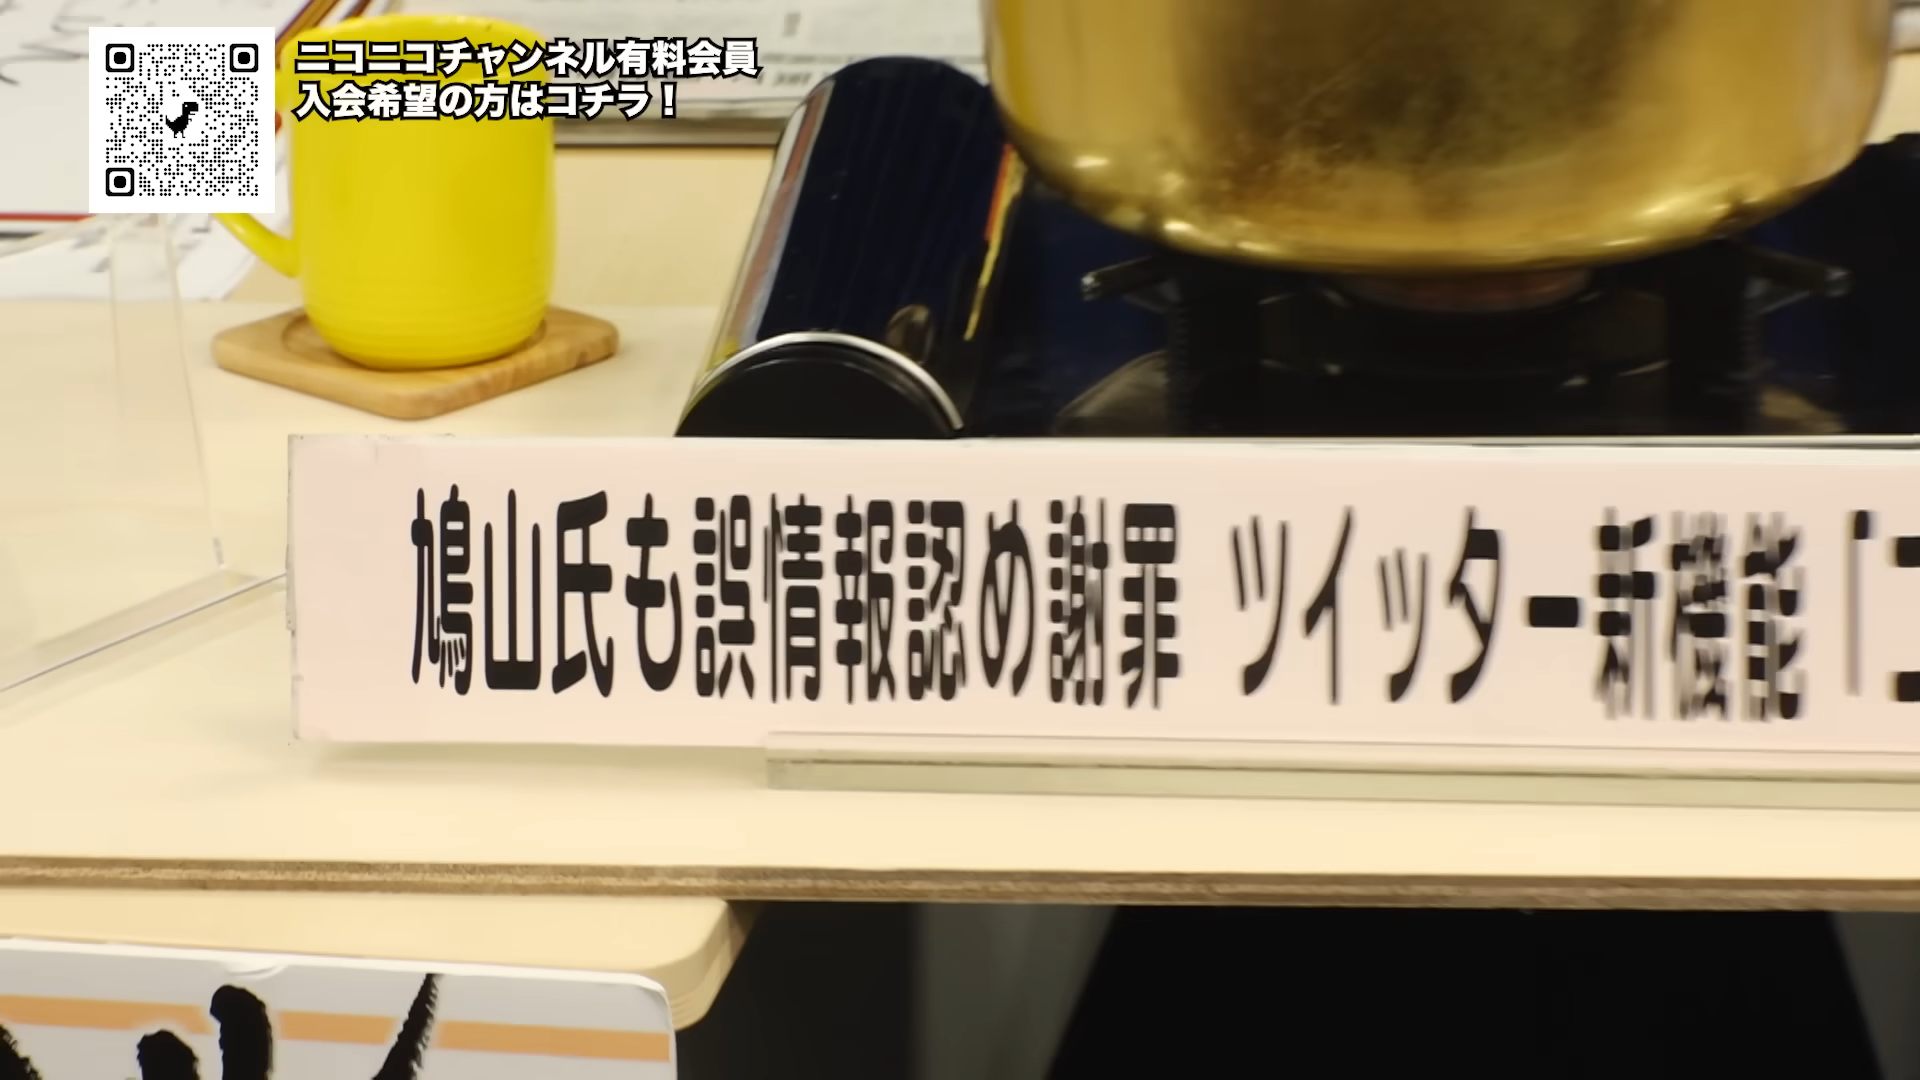 ニコニコチャンネル有料会員
入会希望の方はコチラ！
鳩山氏も誤情報認め謝罪 ツイッター新機能「コ